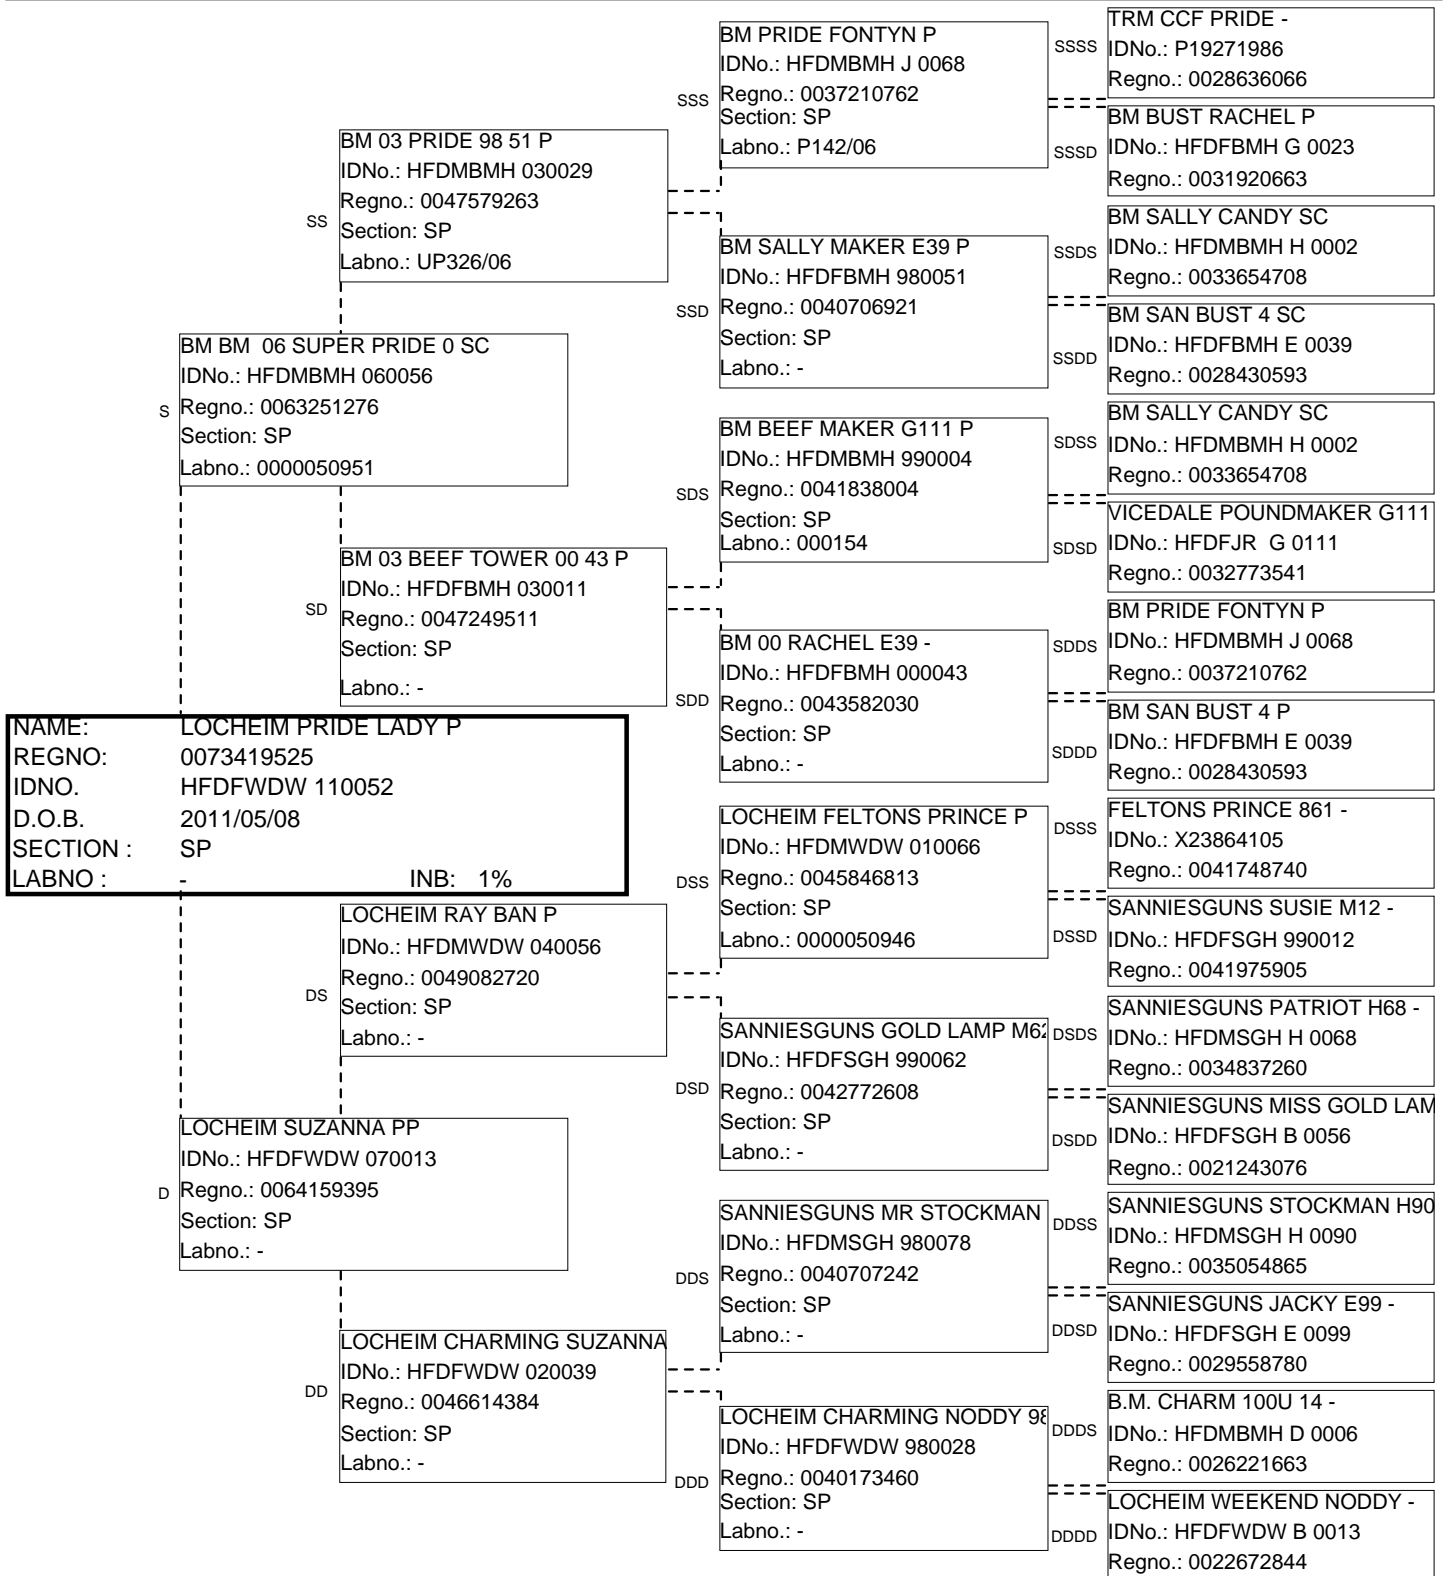 TRM CCF PRIDE -
SSSS IDNo.: P19271986
Regno.: 0028636066
BM PRIDE FONTYN P
IDNo.: HFDMBMH J 0068
SSS Regno.: 0037210762
Section: SP
Labno.: P142/06
BM BUST RACHEL P
SSSD IDNo.: HFDFBMH G 0023
Regno.: 0031920663
BM 03 PRIDE 98 51 P
IDNo.: HFDMBMH 030029
Regno.: 0047579263
SS Section: SP
Labno.: UP326/06
BM SALLY CANDY SC
SSDS IDNo.: HFDMBMH H 0002
Regno.: 0033654708
BM SALLY MAKER E39 P
IDNo.: HFDFBMH 980051
SSD Regno.: 0040706921
Section: SP
Labno.: -
BM SAN BUST 4 SC
SSDD IDNo.: HFDFBMH E 0039
Regno.: 0028430593
BM BM  06 SUPER PRIDE 0 SC
IDNo.: HFDMBMH 060056
S Regno.: 0063251276
Section: SP
Labno.: 0000050951
BM SALLY CANDY SC
SDSS IDNo.: HFDMBMH H 0002
Regno.: 0033654708
BM BEEF MAKER G111 P
IDNo.: HFDMBMH 990004
SDS Regno.: 0041838004
Section: SP
Labno.: 000154
VICEDALE POUNDMAKER G111
SDSD IDNo.: HFDFJR  G 0111
Regno.: 0032773541
BM 03 BEEF TOWER 00 43 P
IDNo.: HFDFBMH 030011
SD Regno.: 0047249511
Section: SP
Labno.: -
BM PRIDE FONTYN P
SDDS IDNo.: HFDMBMH J 0068
Regno.: 0037210762
BM 00 RACHEL E39 -
IDNo.: HFDFBMH 000043
SDD Regno.: 0043582030
Section: SP
Labno.: -
BM SAN BUST 4 P
SDDD IDNo.: HFDFBMH E 0039
Regno.: 0028430593
NAME: LOCHEIM PRIDE LADY P
REGNO: 0073419525
IDNO. HFDFWDW 110052
D.O.B. 2011/05/08
SECTION : SP
LABNO : - INB: 1%
FELTONS PRINCE 861 -
DSSS IDNo.: X23864105
Regno.: 0041748740
LOCHEIM FELTONS PRINCE P
IDNo.: HFDMWDW 010066
DSS Regno.: 0045846813
Section: SP
Labno.: 0000050946
SANNIESGUNS SUSIE M12 -
DSSD IDNo.: HFDFSGH 990012
Regno.: 0041975905
LOCHEIM RAY BAN P
IDNo.: HFDMWDW 040056
Regno.: 0049082720
DS Section: SP
Labno.: -
SANNIESGUNS PATRIOT H68 -
DSDS IDNo.: HFDMSGH H 0068
Regno.: 0034837260
SANNIESGUNS GOLD LAMP
IDNo.: HFDFSGH 990062
DSD Regno.: 0042772608
Section: SP
Labno.: -
SANNIESGUNS MISS GOLD LAM
DSDD IDNo.: HFDFSGH B 0056
Regno.: 0021243076
LOCHEIM SUZANNA PP
IDNo.: HFDFWDW 070013
D Regno.: 0064159395
Section: SP
Labno.: -
SANNIESGUNS STOCKMAN H90
DDSS IDNo.: HFDMSGH H 0090
Regno.: 0035054865
SANNIESGUNS MR STOCKMAN
IDNo.: HFDMSGH 980078
DDS Regno.: 0040707242
Section: SP
Labno.: -
SANNIESGUNS JACKY E99 -
DDSD IDNo.: HFDFSGH E 0099
Regno.: 0029558780
LOCHEIM CHARMING SUZANNA
IDNo.: HFDFWDW 020039
DD Regno.: 0046614384
Section: SP
Labno.: -
B.M. CHARM 100U 14 -
DDDS IDNo.: HFDMBMH D 0006
Regno.: 0026221663
LOCHEIM CHARMING NODDY
IDNo.: HFDFWDW 980028
DDD Regno.: 0040173460
Section: SP
Labno.: -
LOCHEIM WEEKEND NODDY -
DDDD IDNo.: HFDFWDW B 0013
Regno.: 0022672844